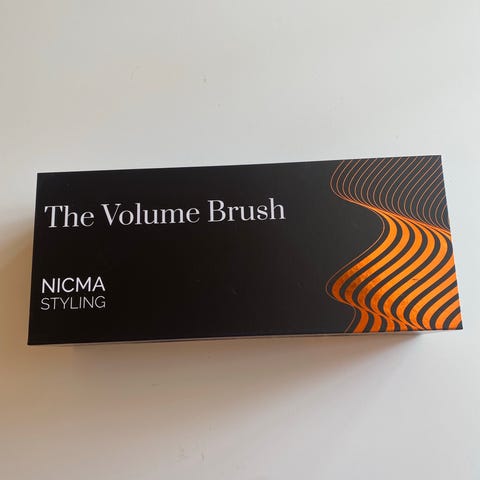 The Volume Brush
NICMA
STYLING